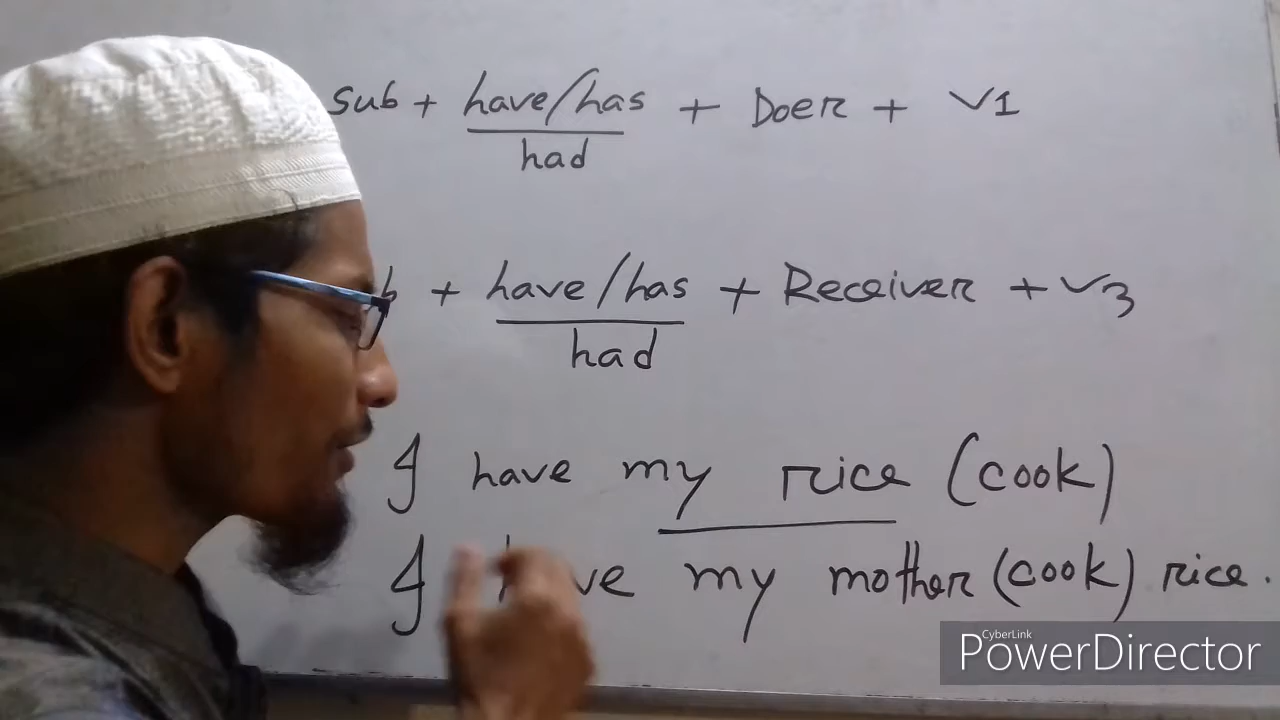 sub + have/has + Doer + V1
had
+ have/has + Receiver + V3
had
I have my rice (cook)
I my mother (cook) rice.
CyberLink
PowerDirector